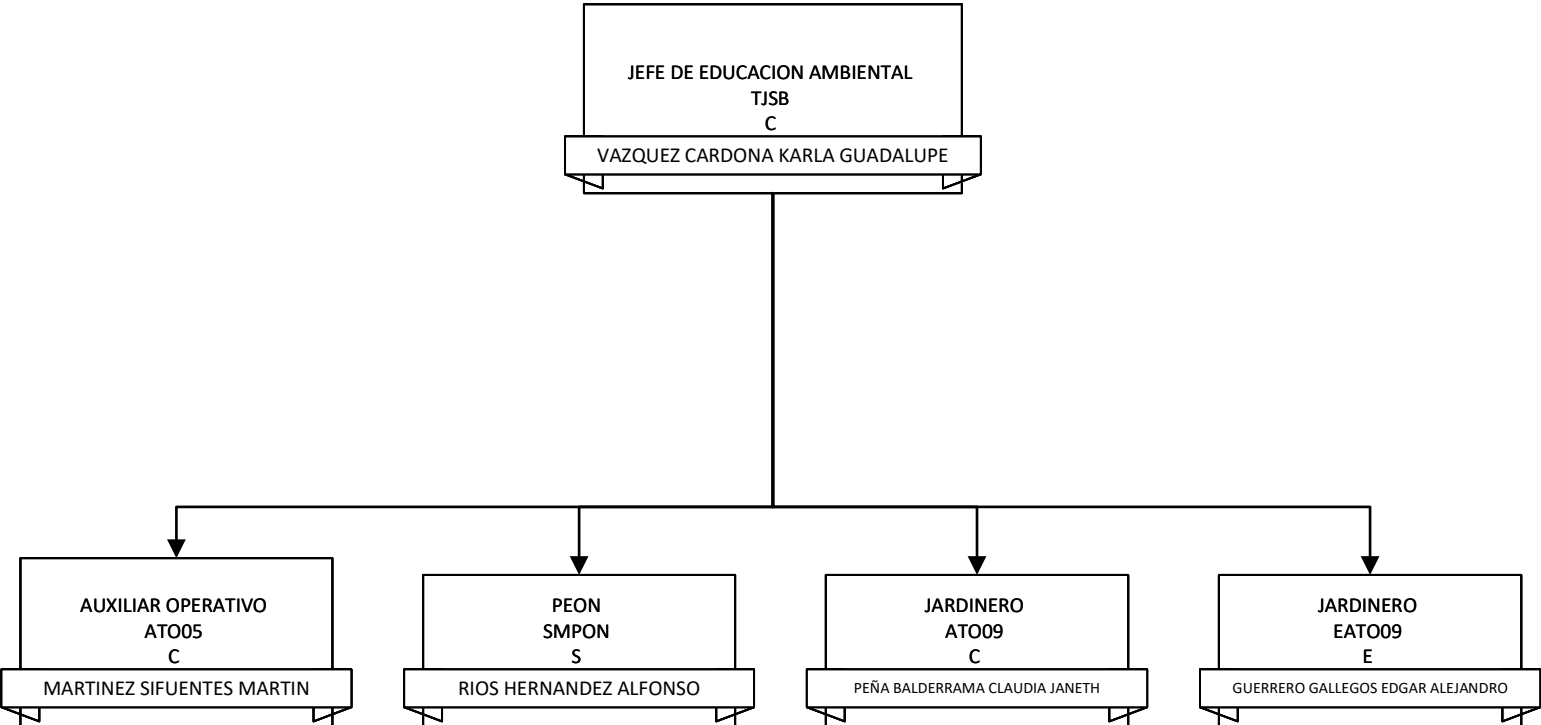 JEFE DE EDUCACION AMBIENTAL
TJSB
C
VAZQUEZ CARDONA KARLA GUADALUPE
AUXILIAR OPERATIVO
ATO05
C
MARTINEZ SIFUENTES MARTIN
PEON
SMPON
S
RIOS HERNANDEZ ALFONSO
JARDINERO
ATO09
C
PEÑA BALDERRAMA CLAUDIA JANETH
JARDINERO
EATO09
E
GUERRERO GALLEGOS EDGAR ALEJANDRO